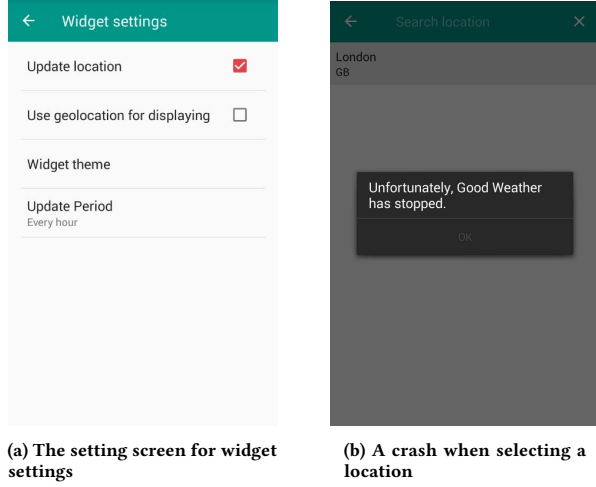 Widget settings
Update location
Use geolocation for displaying
Widget theme
Update Period
Every hour
(a) The setting screen for widget
settings
Search location
London
GB
Unfortunately, Good Weather
has stopped.
OK
(b) A crash when selecting a
location